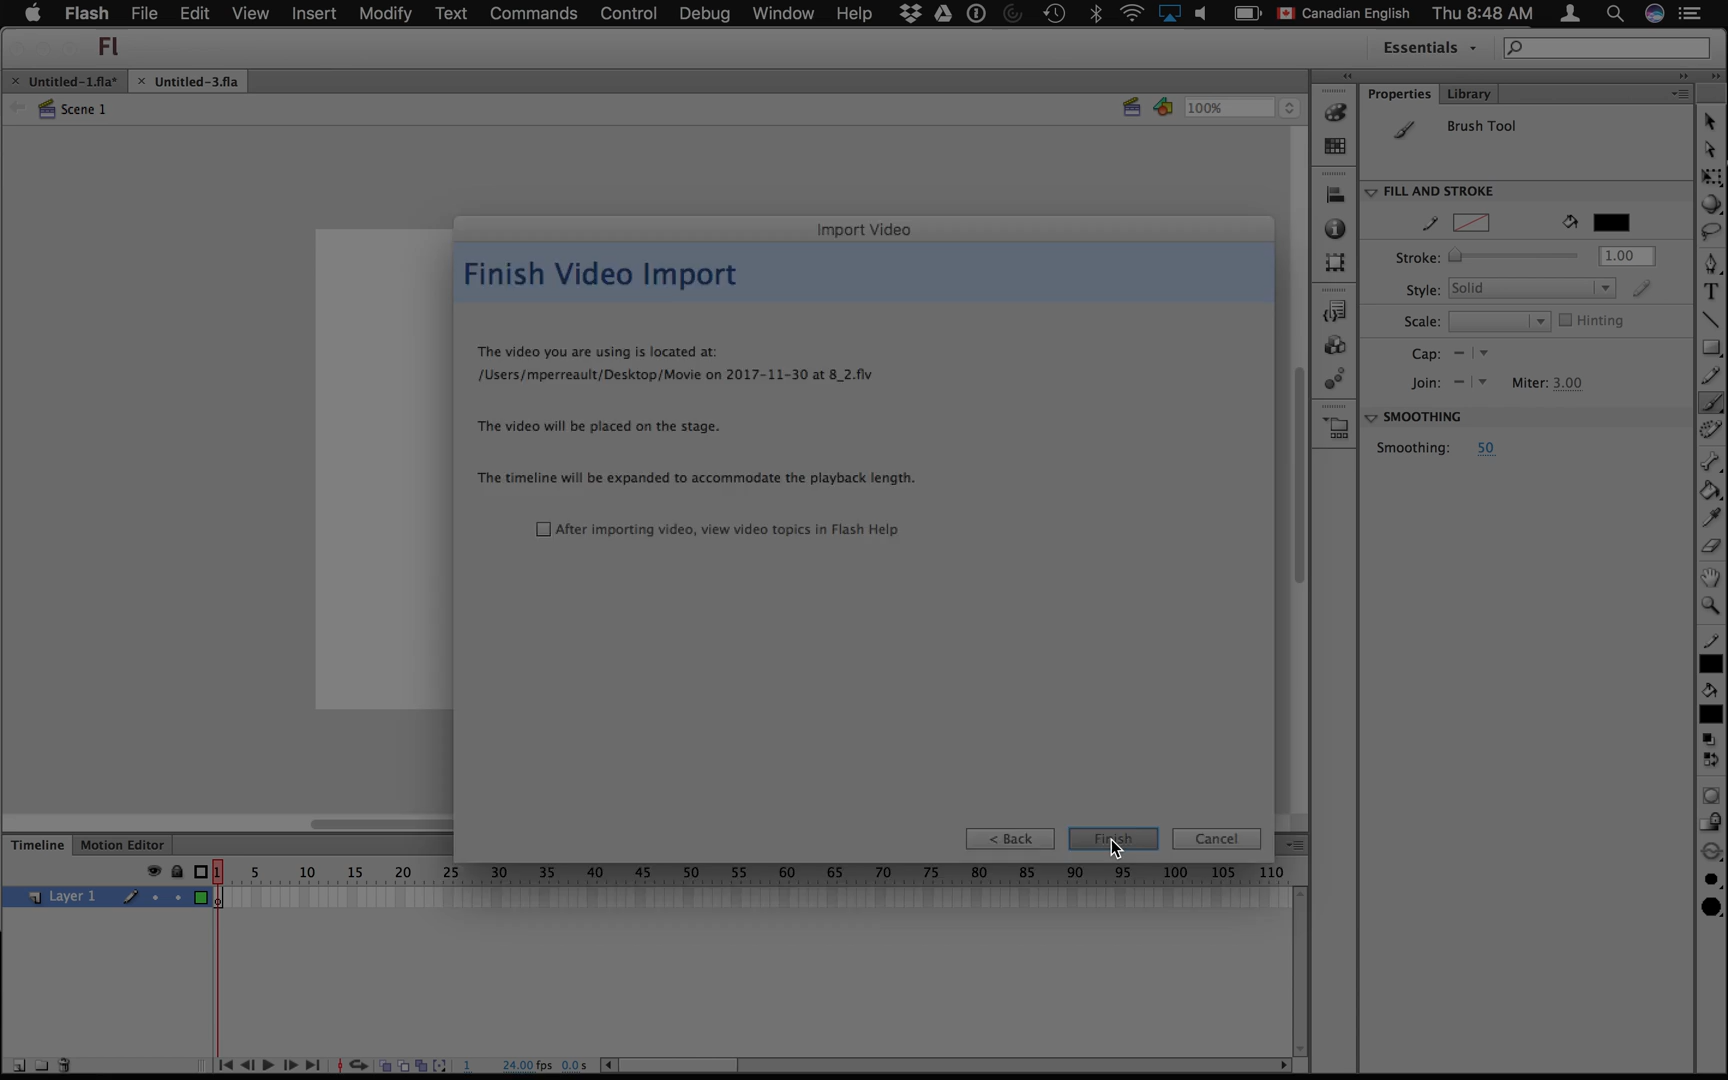 Flash File Edit View Insert Modify Text Commands Control Debug Window Help Canadian English Thu 8:48 AM
Fl Essentials
Untitled-1.fla* Untitled-3.fla
Properties Library
Scene 1 100%
Brush Tool
FILL AND STROKE
Stroke: 1.00
Style: Solid
Scale: Hinting
Cap:
Join: Miter: 3.00
SMOOTHING
Smoothing: 50
Import Video
Finish Video Import
The video you are using is located at:
/Users/mperreault/Desktop/Movie on 2017-11-30 at 8_2.flv
The video will be placed on the stage.
The timeline will be expanded to accommodate the playback length.
After importing video, view video topics in Flash Help
< Back Finish Cancel
Timeline Motion Editor
1 5 10 15 20 25 30 35 40 45 50 55 60 65 70 75 80 85 90 95 100 105 110
Layer 1
1 24.00 fps 0.0 s